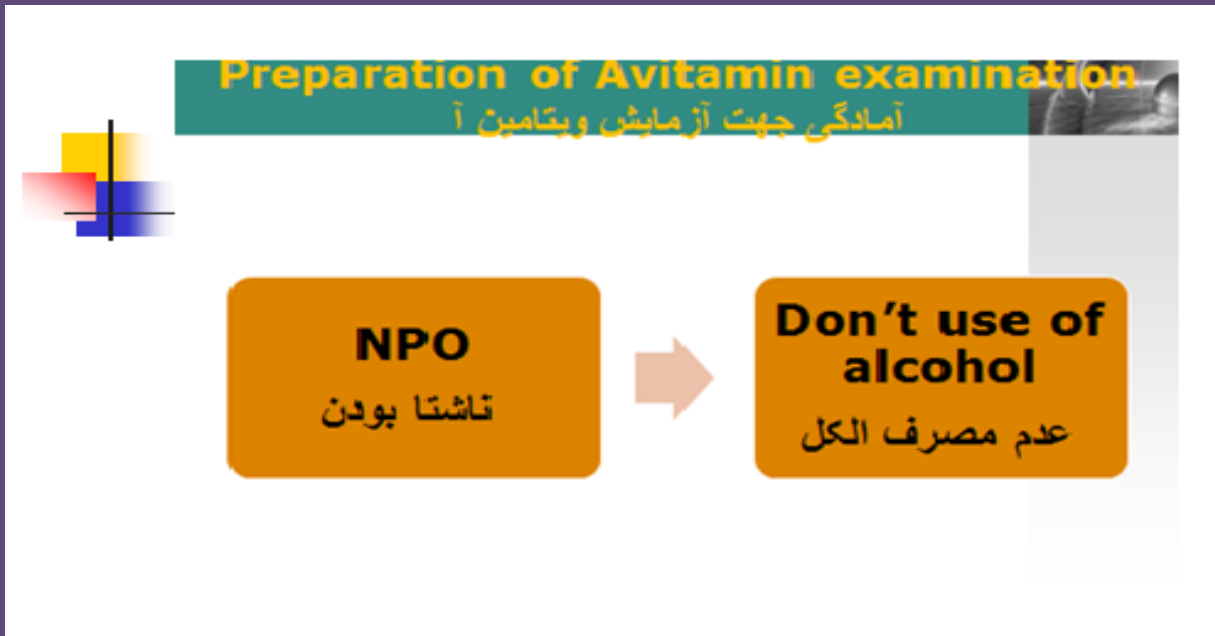 Preparation of Avitamin examination
آمادگی جهت آزمایش ویتامین آ
NPO
ناشتا بودن
Don't use of
alcohol
عدم مصرف الکل